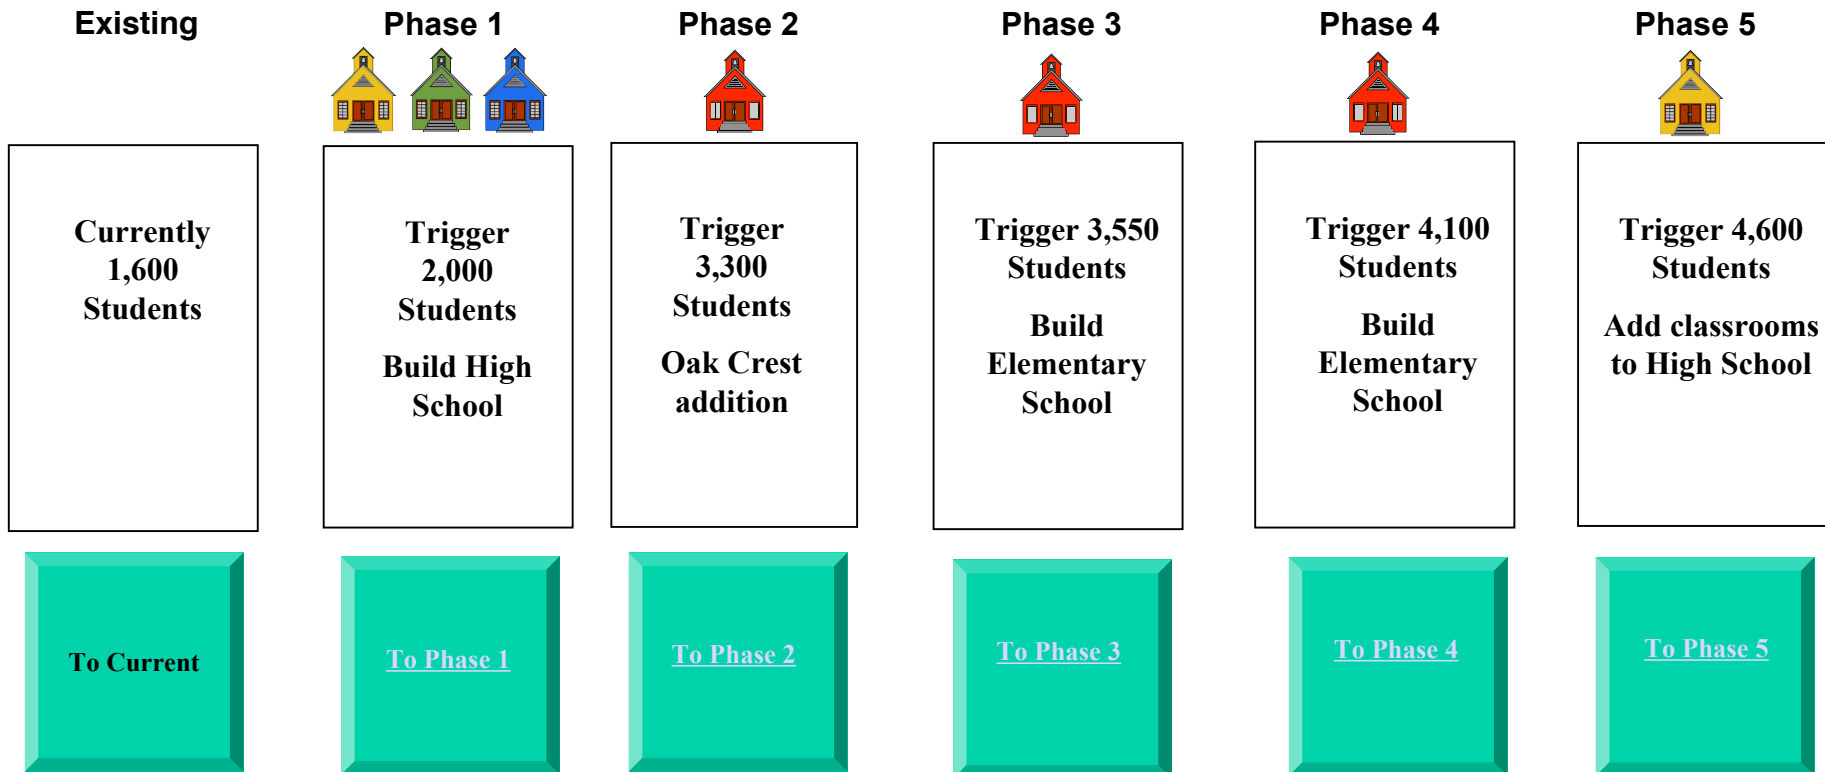 Existing
Phase 1
Phase 2
Phase 3
Phase 4
Phase 5
Currently
1,600
Students
Trigger
2,000
Students
Build High
School
Trigger
3,300
Students
Oak Crest
addition
Trigger 3,550
Students
Build
Elementary
School
Trigger 4,100
Students
Build
Elementary
School
Trigger 4,600
Students
Add classrooms
to High School
To Current
To Phase 1
To Phase 2
To Phase 3
To Phase 4
To Phase 5